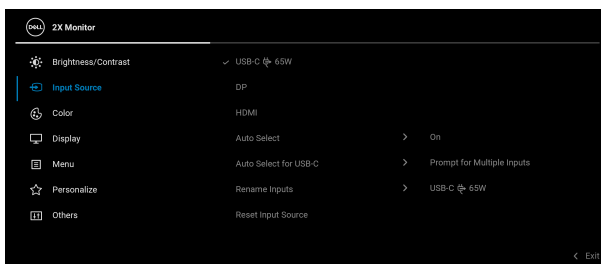 DELL 2X Monitor
Brightness/Contrast ✓ USB-C 65W
Input Source DP
Color HDMI
Display Auto Select > On
Menu Auto Select for USB-C > Prompt for Multiple Inputs
Personalize Rename Inputs > USB-C 65W
Others Reset Input Source
< Exit